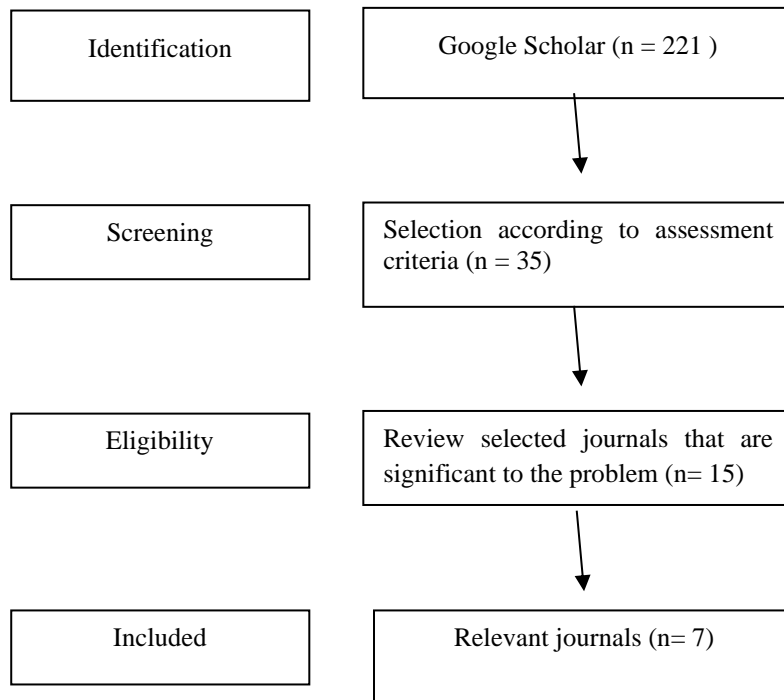 Identification
Google Scholar (n = 221 )
Screening
Selection according to assessment
criteria (n = 35)
Eligibility
Review selected journals that are
significant to the problem (n= 15)
Included
Relevant journals (n= 7)